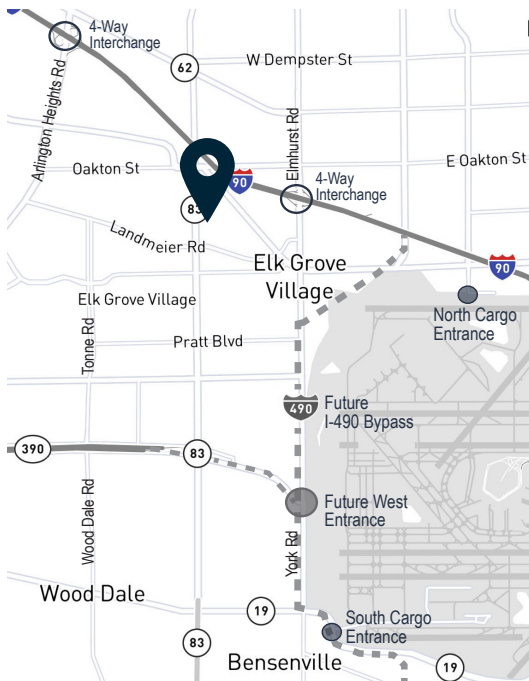 4-Way
Interchange
62
W Dempster St
Arlington Heights Rd
Elmhurst Rd
Oakton St
E Oakton St
90
4-Way
Interchange
83
Landmeier Rd
Elk Grove
Village
90
Elk Grove Village
North Cargo
Entrance
Tonne Rd
Pratt Blvd
490
Future
I-490 Bypass
390
83
Wood Dale Rd
Future West
Entrance
York Rd
Wood Dale
19
South Cargo
Entrance
83
Bensenville
19